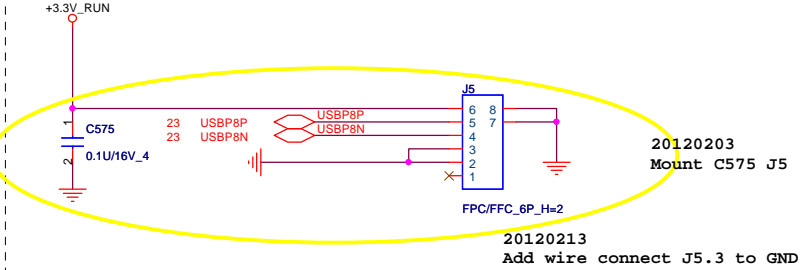 +3.3V_RUN
J5
1
C575
2
0.1U/16V_4
23 USBP8P
USBP8P
23 USBP8N
USBP8N
6 8
5 7
4
3
2
1
FPC/FFC_6P_H=2
20120203
Mount C575 J5
20120213
Add wire connect J5.3 to GND